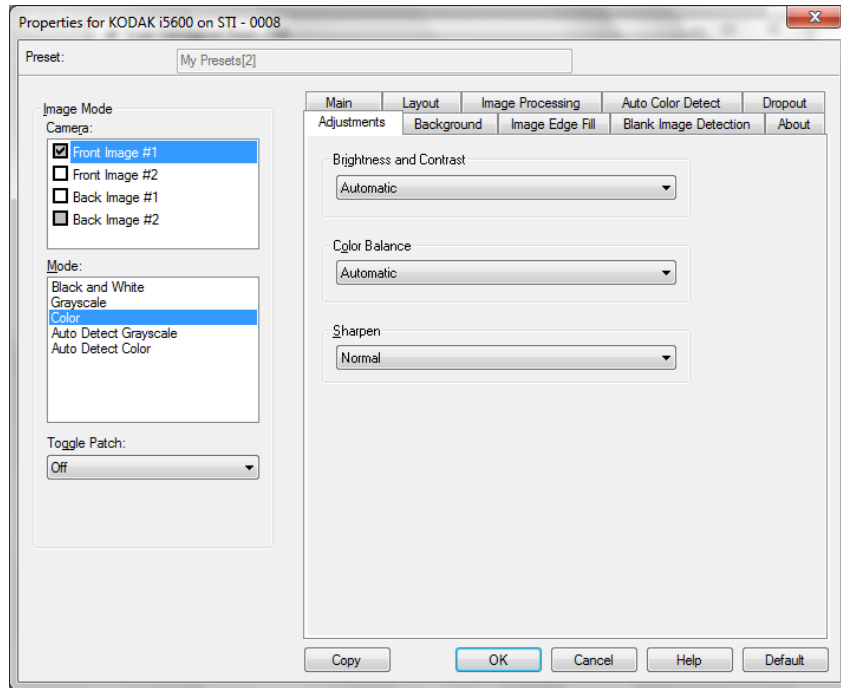 Properties for KODAK i5600 on STI - 0008
Preset:
My Presets[2]
Image Mode
Camera:
Front Image #1
Front Image #2
Back Image #1
Back Image #2
Mode:
Black and White
Grayscale
Color
Auto Detect Grayscale
Auto Detect Color
Toggle Patch:
Off
Main Layout Image Processing Auto Color Detect Dropout
Adjustments Background Image Edge Fill Blank Image Detection About
Brightness and Contrast
Automatic
Color Balance
Automatic
Sharpen
Normal
Copy OK Cancel Help Default